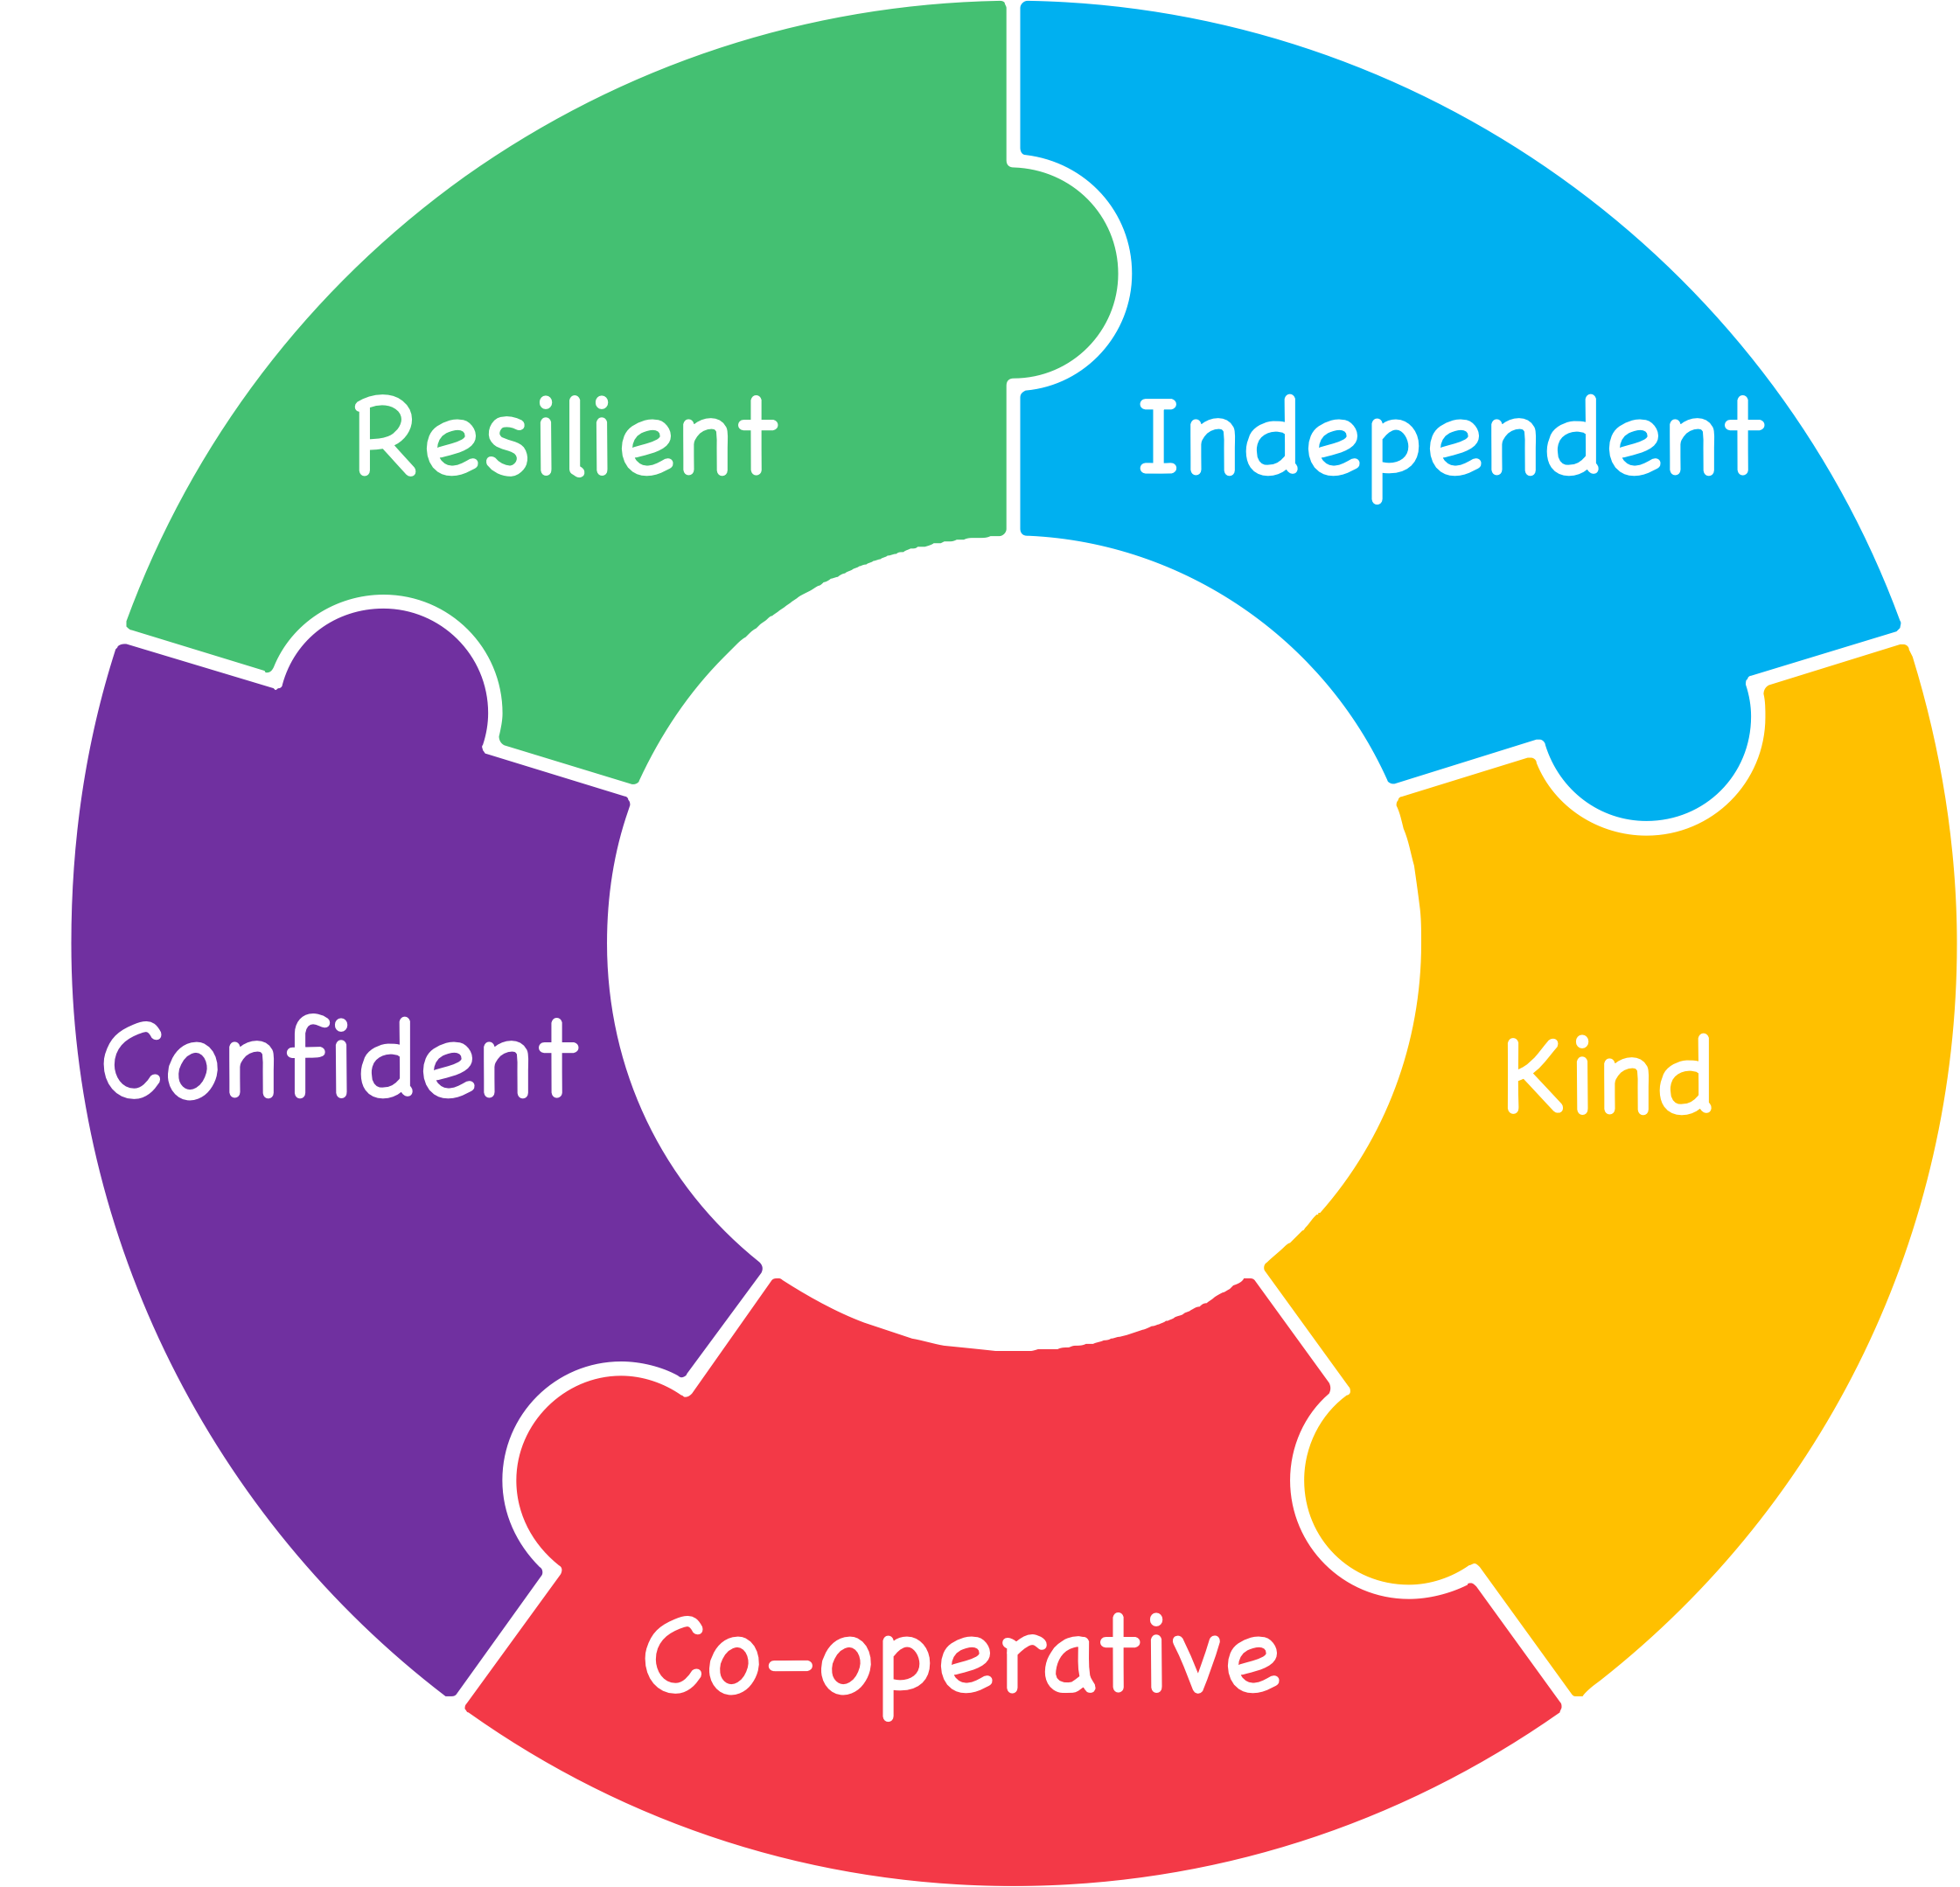 Resilient
Independent
Confident
Kind
Co-operative